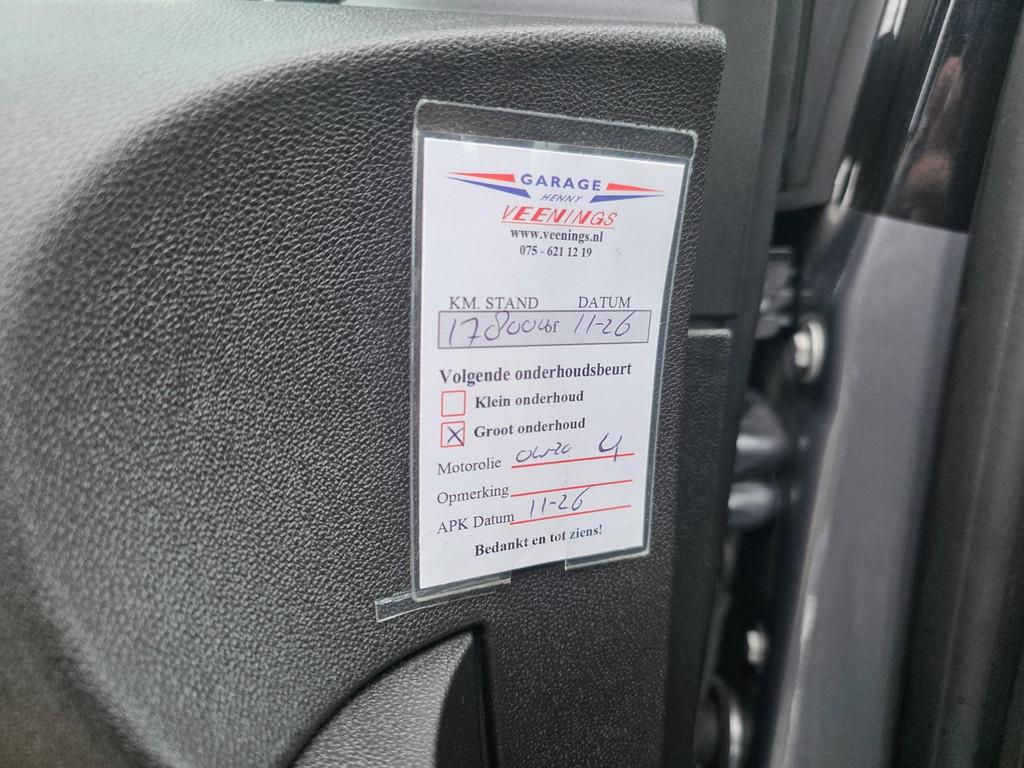 GARAGE
HENNY
VEENINGS
www.veenings.nl
075 - 621 12 19
KM. STAND DATUM
178000 of 11-26
Volgende onderhoudsbeurt
Klein onderhoud
X Groot onderhoud
Motorolie 0W-20 4
Opmerking
APK Datum 11-26
Bedankt en tot ziens!